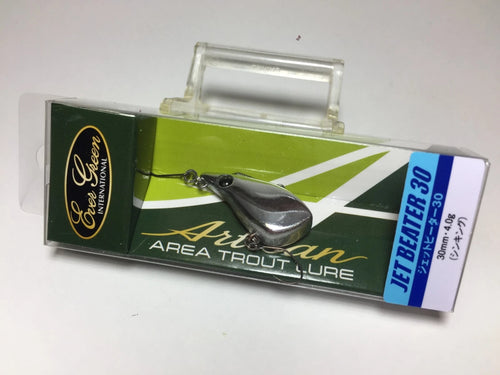 Ever Green
INTERNATIONAL
Artisan
AREA TROUT LURE
JET BEATER 30
ジェットビーター30
30mm・4.0g
(シンキング)